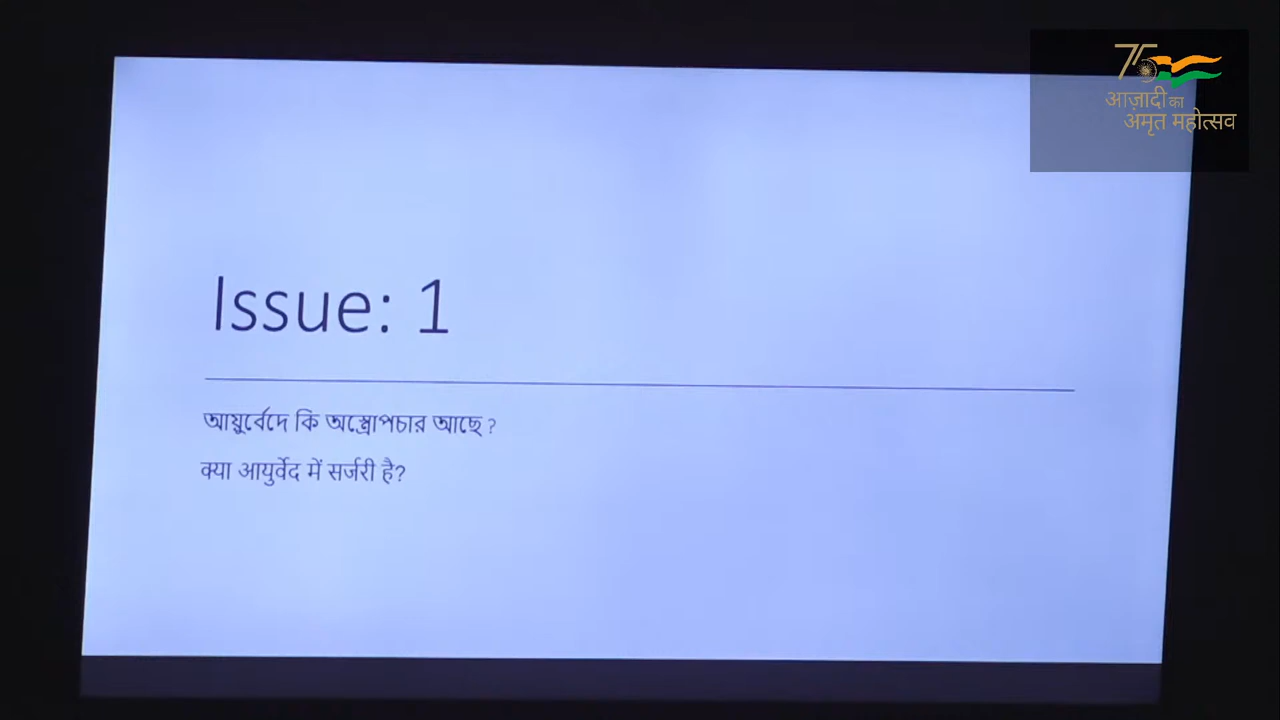 75
आज़ादी का
अमृत महोत्सव
Issue: 1
আয়ুর্বেদে কি অস্ত্রোপচার আছে ?
क्या आयुर्वेद में सर्जरी है?